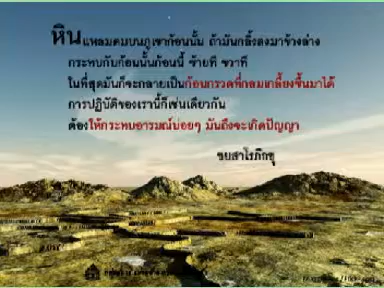 หินแหลมคมบนภูเขาก้อนนั้น ถ้ามันกลิ้งลงมาข้างล่าง
กระทบกับก้อนนั้นก้อนนี้ ซ้ายที ขวาที
ในที่สุดมันก็จะกลายเป็นก้อนกรวดที่กลมเกลี้ยงขึ้นมาได้
การปฏิบัติของเรานี้ก็เช่นเดียวกัน
ต้องให้กระทบอารมณ์บ่อยๆ มันถึงจะเกิดปัญญา
ชยสาโรภิกขุ